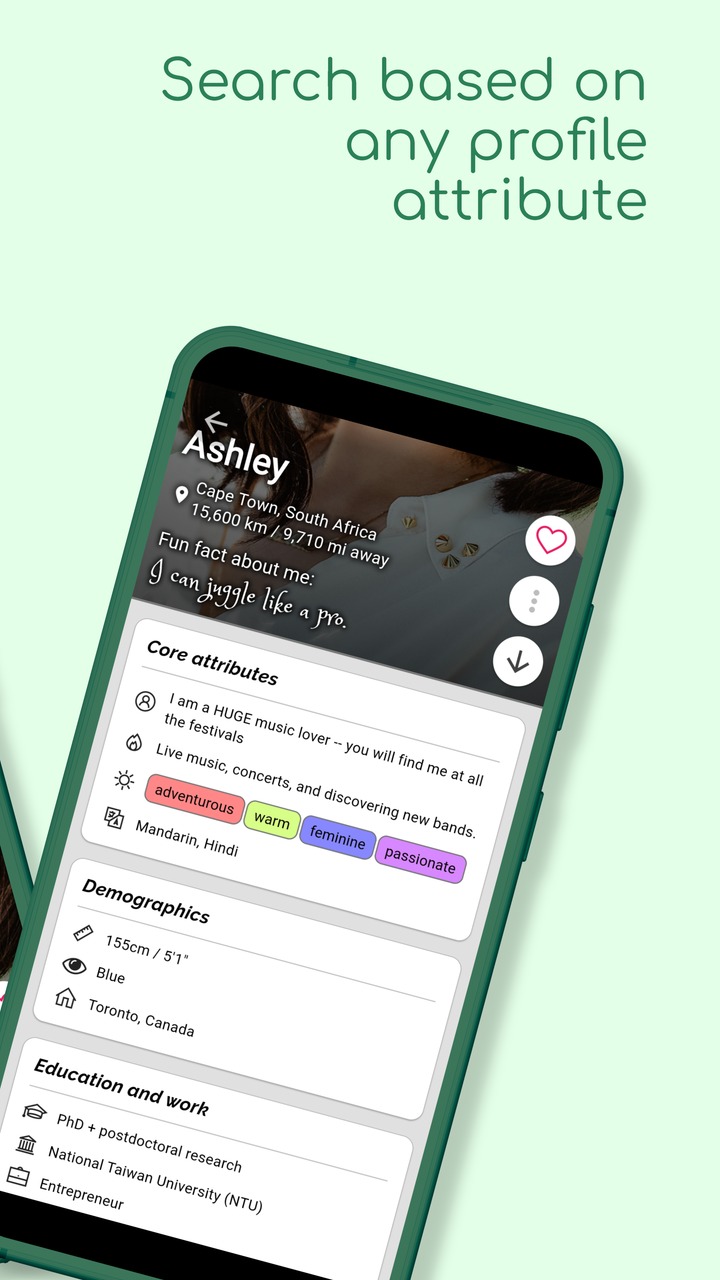 Search based on
any profile
attribute
Ashley
Cape Town, South Africa
15,600 km / 9,710 mi away
Fun fact about me:
I can juggle like a pro.
Core attributes
I am a HUGE music lover -- you will find me at all
the festivals
Live music, concerts, and discovering new bands.
adventurous warm feminine passionate
Mandarin, Hindi
Demographics
155cm / 5'1"
Blue
Toronto, Canada
Education and work
PhD + postdoctoral research
National Taiwan University (NTU)
Entrepreneur